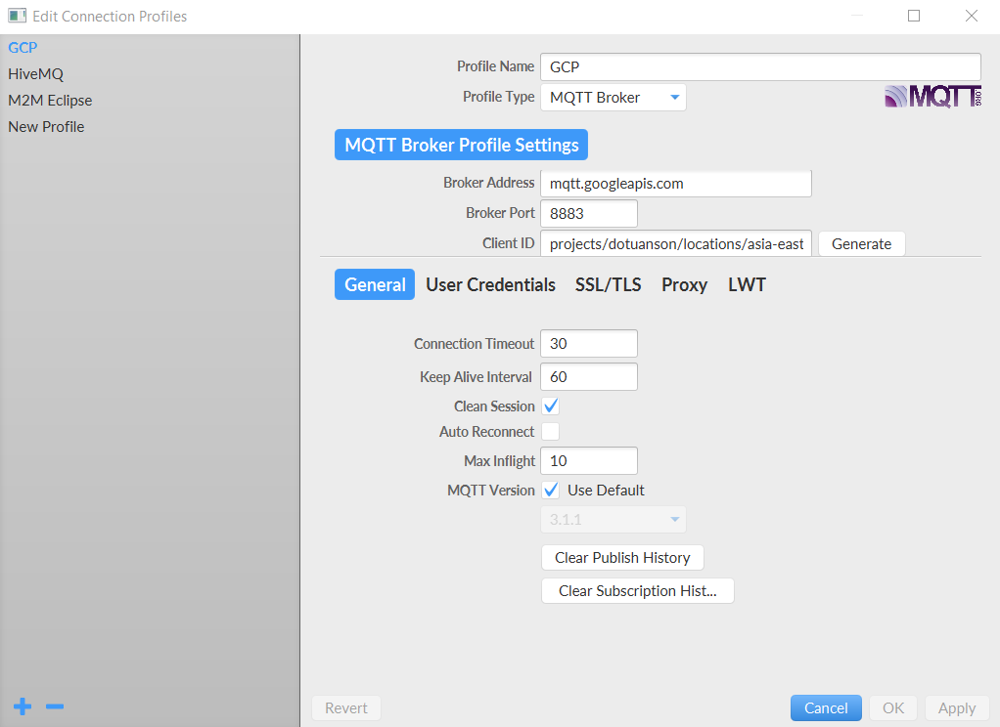 Edit Connection Profiles
GCP
HiveMQ
M2M Eclipse
New Profile
Profile Name GCP
Profile Type MQTT Broker
MQTT.ORG
MQTT Broker Profile Settings
Broker Address mqtt.googleapis.com
Broker Port 8883
Client ID projects/dotuanson/locations/asia-east Generate
General User Credentials SSL/TLS Proxy LWT
Connection Timeout 30
Keep Alive Interval 60
Clean Session
Auto Reconnect
Max Inflight 10
MQTT Version Use Default
3.1.1
Clear Publish History
Clear Subscription Hist...
Revert Cancel OK Apply